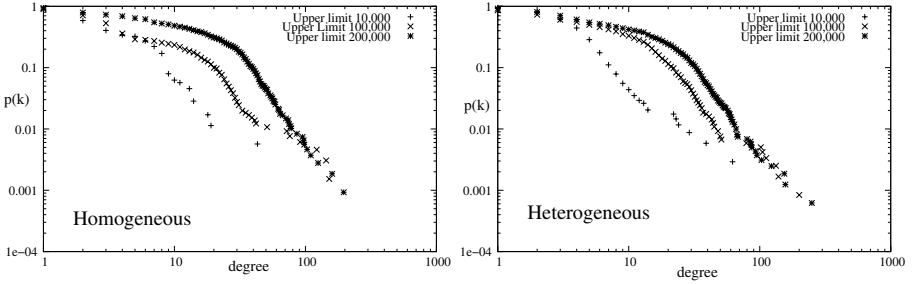 1
0.1
p(k)
0.01
0.001
1e-04
1
10
100
1000
degree
Upper limit 10,000
Upper Limit 100,000
Upper limit 200,000
Homogeneous
1
0.1
p(k)
0.01
0.001
1e-04
1
10
100
1000
degree
Upper limit 10,000
Upper limit 100,000
Upper limit 200,000
Heterogeneous